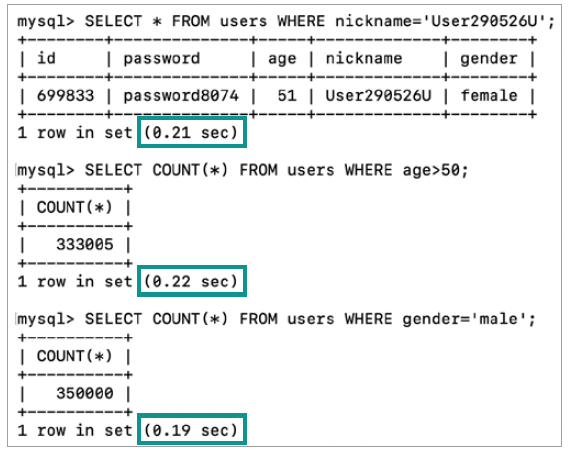 mysql> SELECT * FROM users WHERE nickname='User290526U';
+--------+--------------+-----+-------------+--------+
| id | password | age | nickname | gender |
+--------+--------------+-----+-------------+--------+
| 699833 | password8074 | 51 | User290526U | female |
+--------+--------------+-----+-------------+--------+
1 row in set (0.21 sec)
mysql> SELECT COUNT(*) FROM users WHERE age>50;
+----------+
| COUNT(*) |
+----------+
| 333005 |
+----------+
1 row in set (0.22 sec)
mysql> SELECT COUNT(*) FROM users WHERE gender='male';
+----------+
| COUNT(*) |
+----------+
| 350000 |
+----------+
1 row in set (0.19 sec)